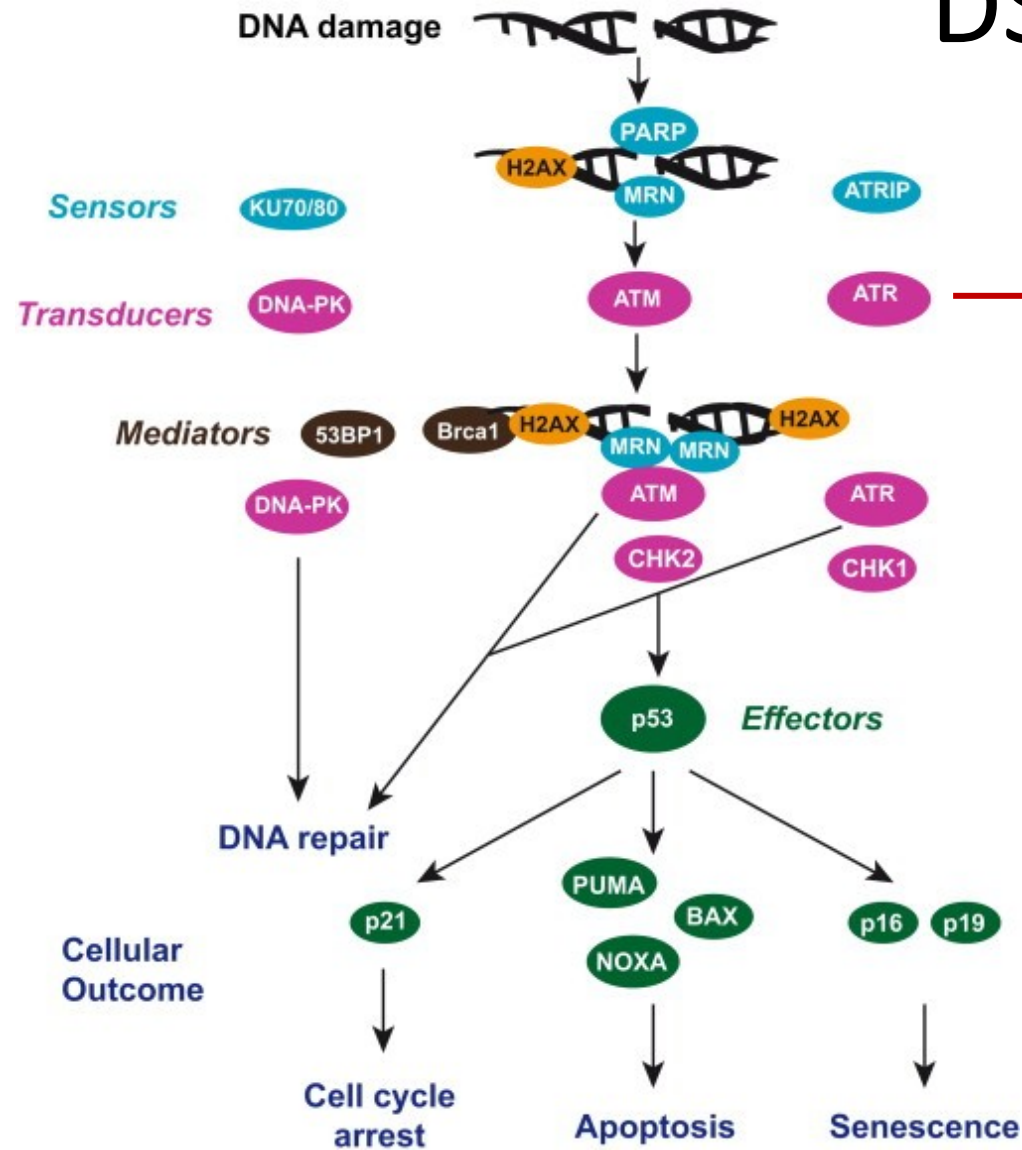 DNA damage
DS
PARP
H2AX
MRN
Sensors
KU70/80
ATRIP
Transducers
DNA-PK
ATM
ATR
Mediators
53BP1
Brca1
H2AX
H2AX
MRN
MRN
DNA-PK
ATM
ATR
CHK2
CHK1
p53
Effectors
DNA repair
PUMA
p21
BAX
p16
p19
NOXA
Cellular
Outcome
Cell cycle
arrest
Apoptosis
Senescence